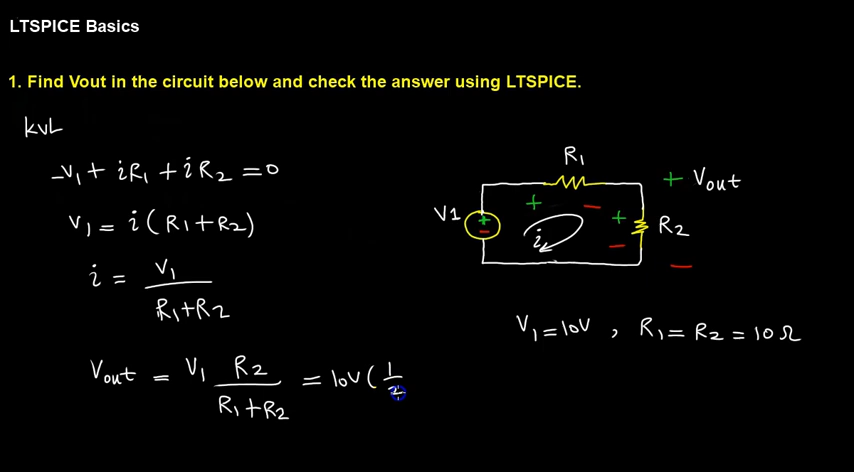 LTSPICE Basics
1. Find Vout in the circuit below and check the answer using LTSPICE.
KVL
-V₁ + iR₁ + iR₂ = 0
V₁ = i(R₁+R₂)
i = V₁ / R₁+R₂
Vout = V₁ R₂ / R₁+R₂ = 10V ( 1/2
R₁
+ Vout
V1 + - + - i + - R₂
-
V₁ = 10V , R₁ = R₂ = 10Ω